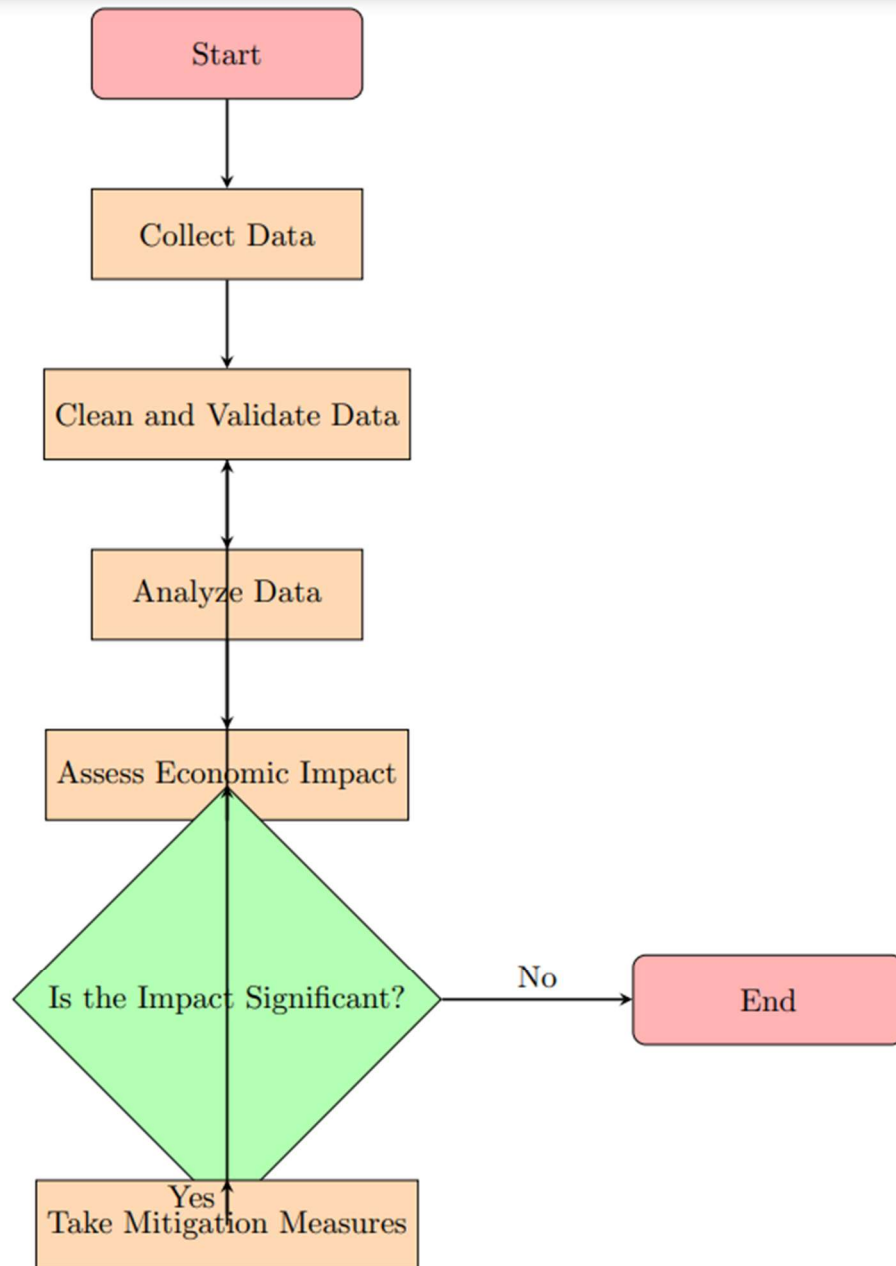 Start
Collect Data
Clean and Validate Data
Analyze Data
Assess Economic Impact
Is the Impact Significant?
No
End
Yes
Take Mitigation Measures